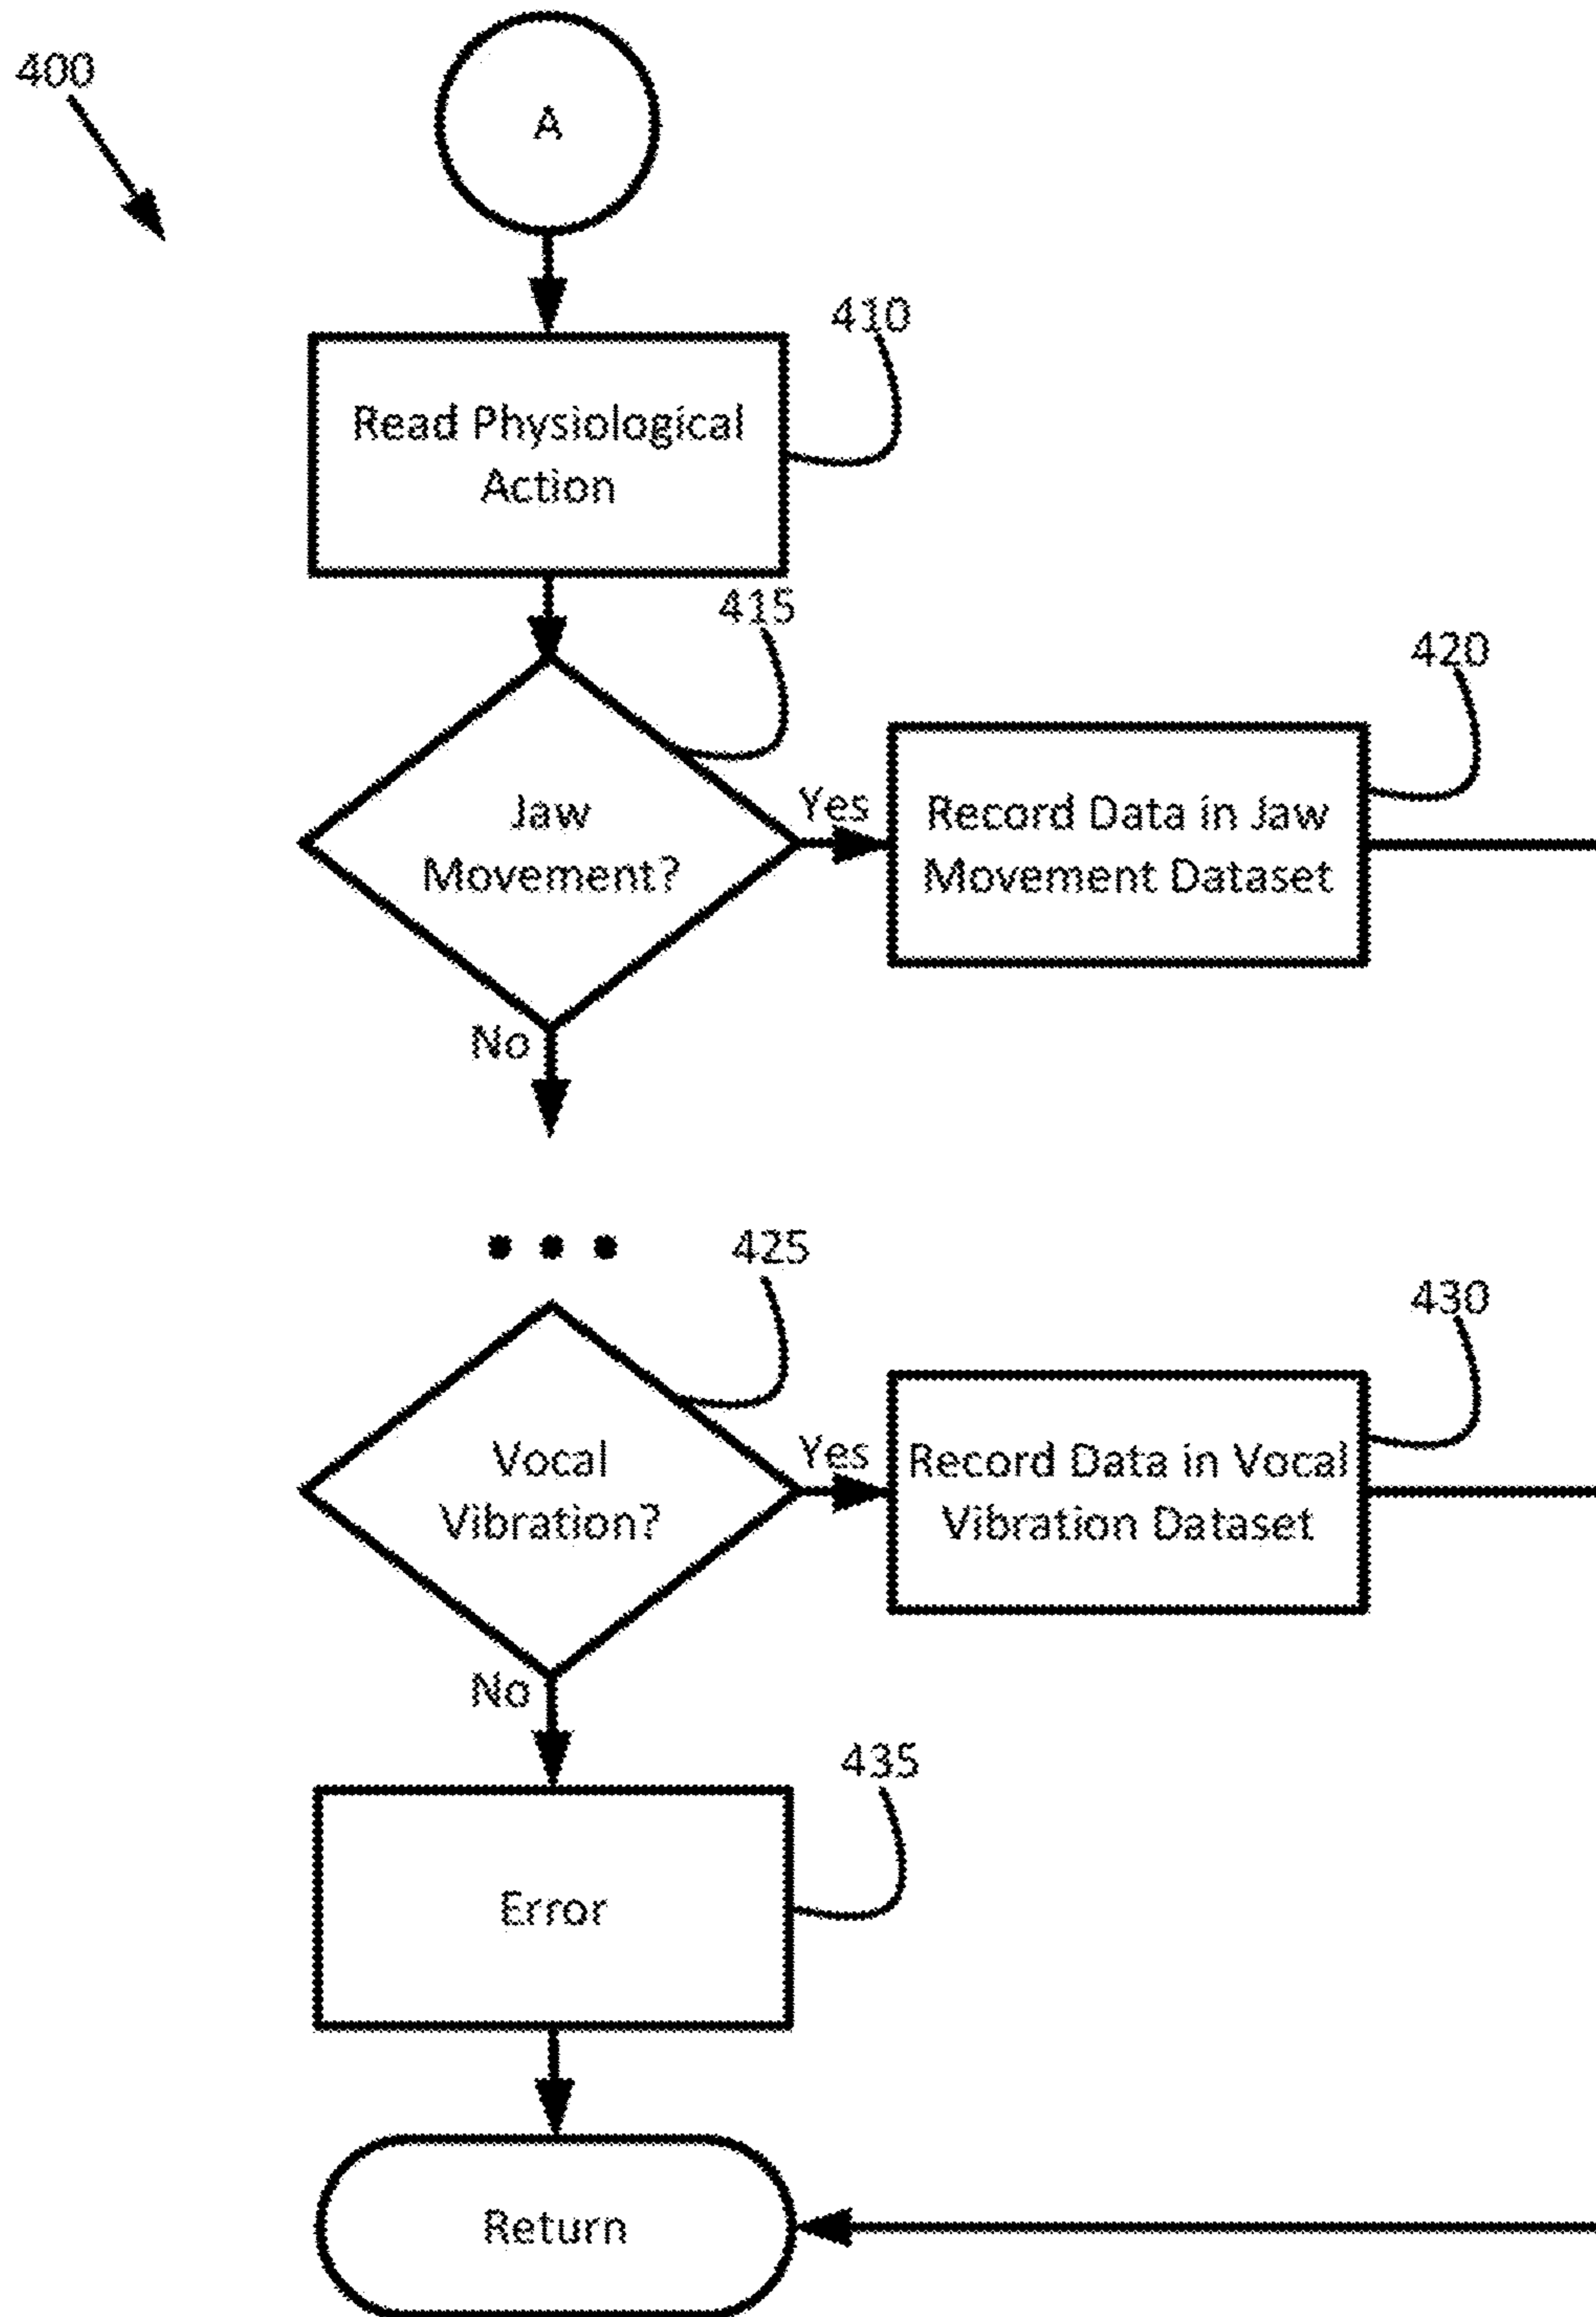 400
A
410
Read Physiological
Action
415
420
Jaw
Movement?
Yes
Record Data in Jaw
Movement Dataset
No
425
430
Vocal
Vibration?
Yes
Record Data in Vocal
Vibration Dataset
No
435
Error
Return